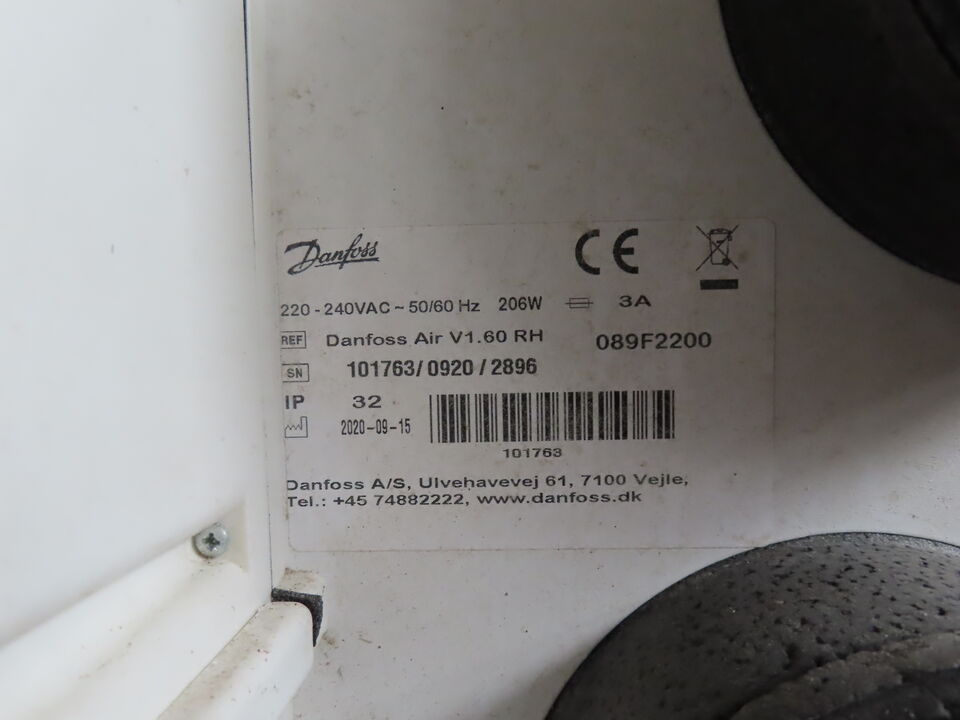 Danfoss CE
220 - 240VAC ~ 50/60 Hz 206W 3A
REF Danfoss Air V1.60 RH 089F2200
SN 101763/0920/2896
IP 32
2020-09-15
101763
Danfoss A/S, Ulvehavevej 61, 7100 Vejle,
Tel.: +45 74882222, www.danfoss.dk